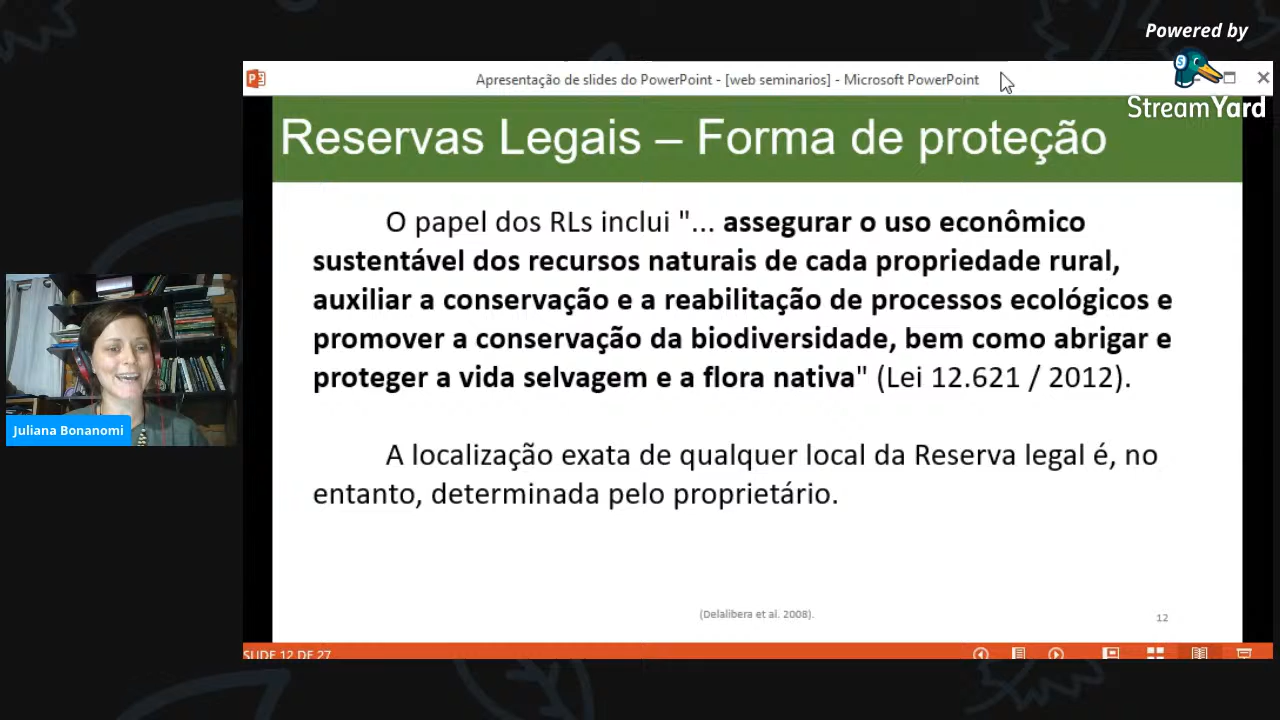 Powered by
StreamYard
Apresentação de slides do PowerPoint - [web seminarios] - Microsoft PowerPoint
Reservas Legais – Forma de proteção
O papel dos RLs inclui "... assegurar o uso econômico
sustentável dos recursos naturais de cada propriedade rural,
auxiliar a conservação e a reabilitação de processos ecológicos e
promover a conservação da biodiversidade, bem como abrigar e
proteger a vida selvagem e a flora nativa" (Lei 12.621 / 2012).
A localização exata de qualquer local da Reserva legal é, no
entanto, determinada pelo proprietário.
Juliana Bonanomi
(Delalibera et al. 2008).
12
SLIDE 12 DE 27